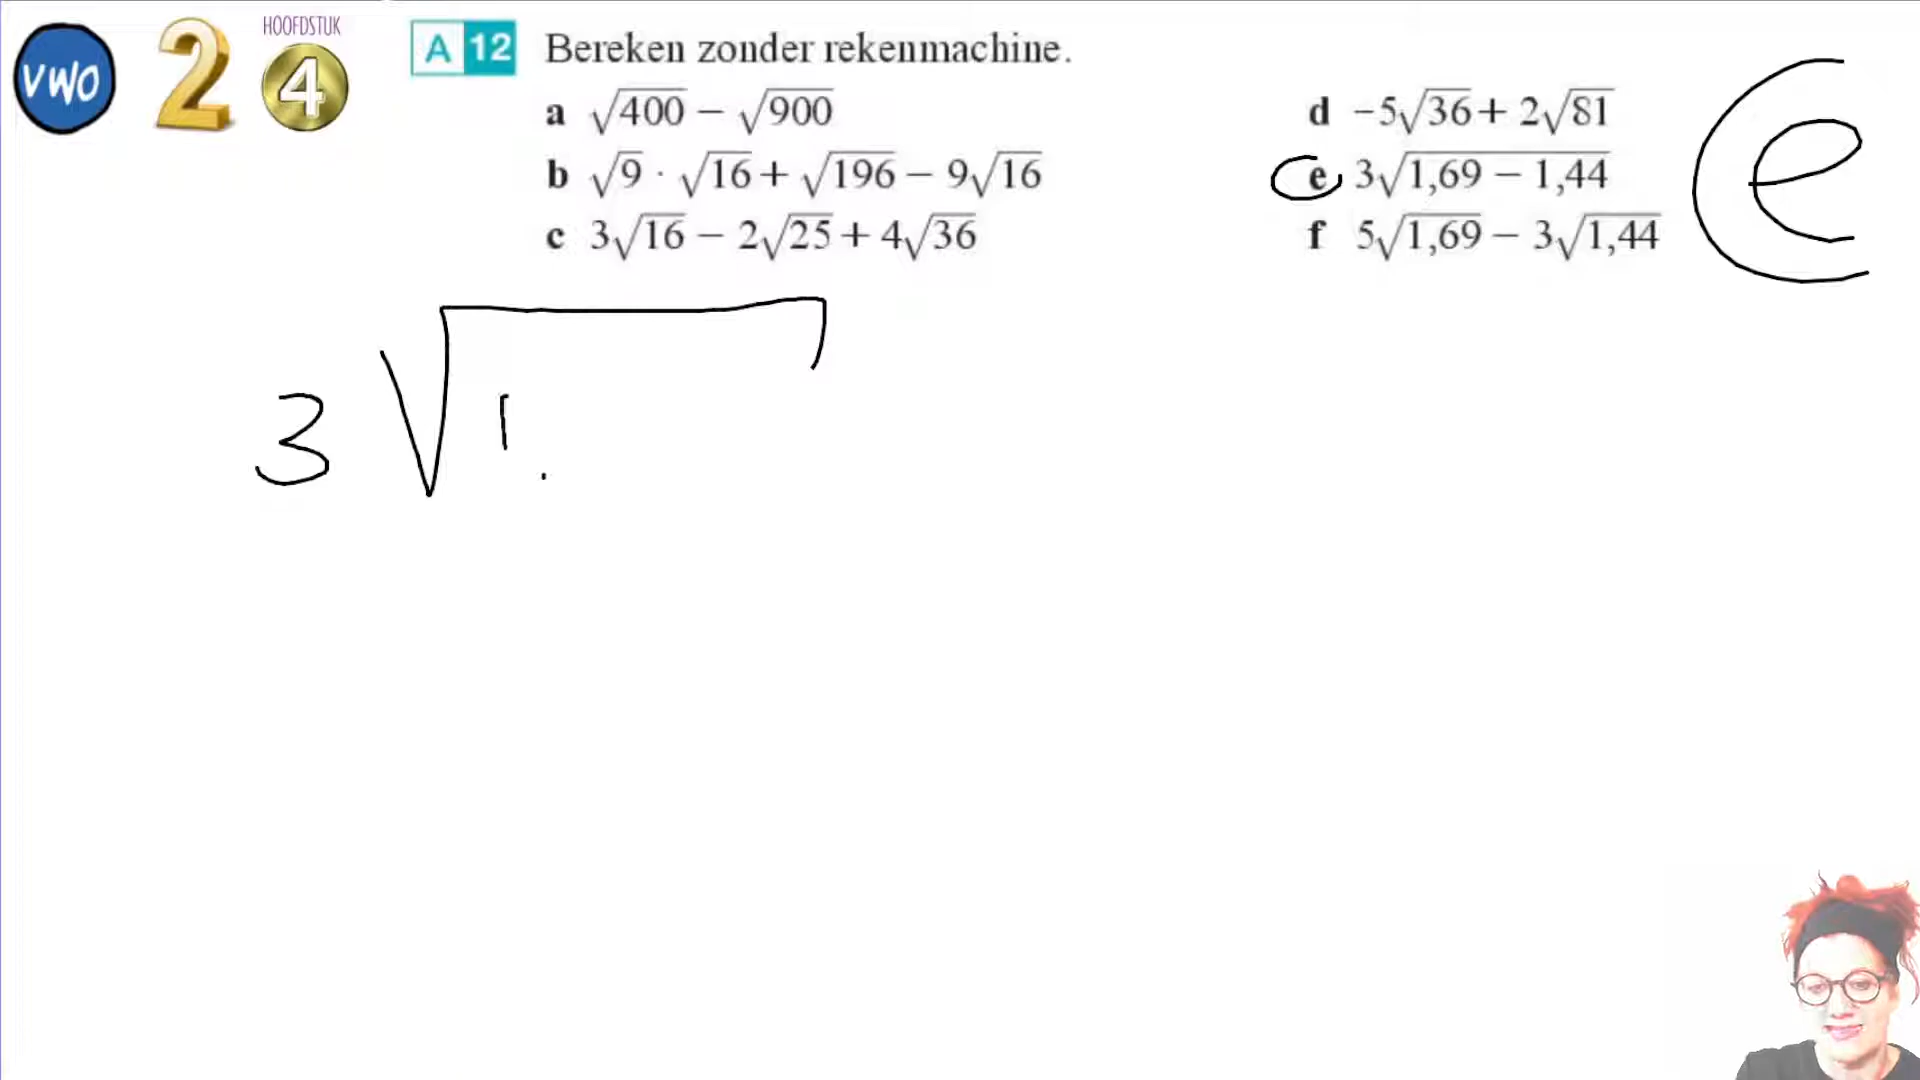 VWO 2 HOOFDSTUK 4
A 12 Bereken zonder rekenmachine.
a √400 − √900
b √9 · √16 + √196 − 9√16
c 3√16 − 2√25 + 4√36
d −5√36 + 2√81
e 3√1,69 − 1,44
f 5√1,69 − 3√1,44
e
3 √ 1.